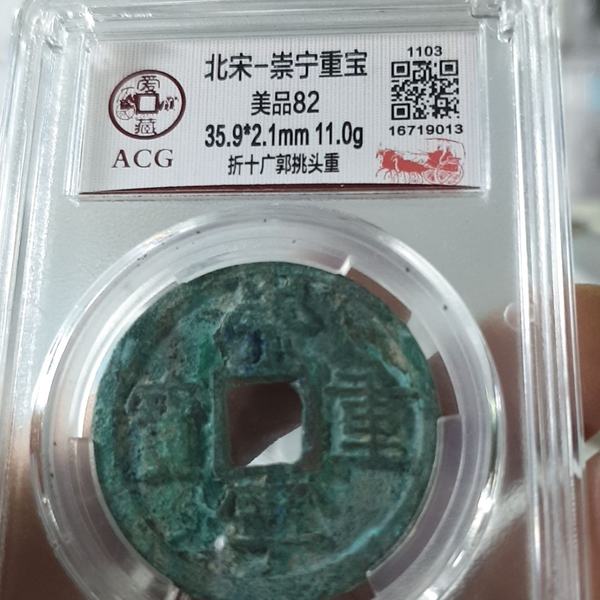 爱藏
ACG
北宋-崇宁重宝
美品82
35.9*2.1mm 11.0g
折十广郭挑头重
1103
16719013
重